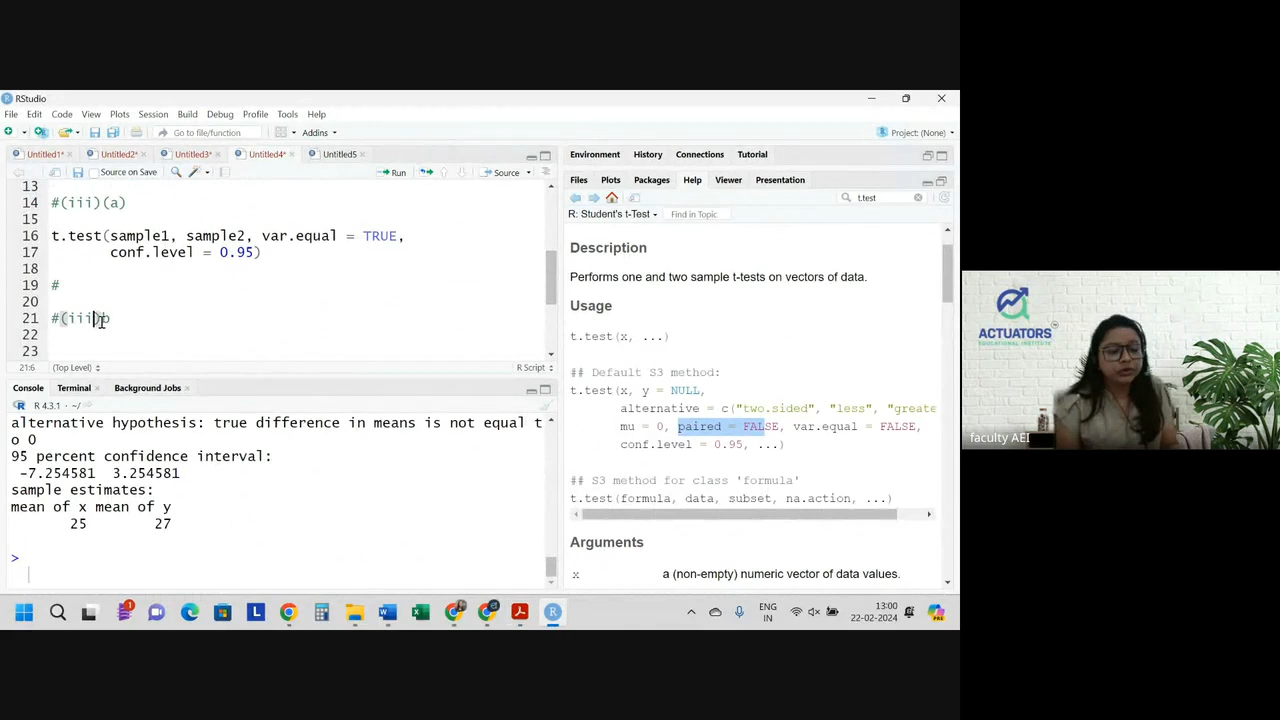 RStudio
File Edit Code View Plots Session Build Debug Profile Tools Help
Go to file/function
Addins
Project: (None)
Untitled1* Untitled2* Untitled3* Untitled4* Untitled5
Source on Save
Run
Source
13
14 #(iii)(a)
15
16 t.test(sample1, sample2, var.equal = TRUE,
17 conf.level = 0.95)
18
19 #
20
21 #(iii)b
22
23
21:6 (Top Level) R Script
Console Terminal Background Jobs
R 4.3.1 · ~/
alternative hypothesis: true difference in means is not equal t
o 0
95 percent confidence interval:
-7.254581 3.254581
sample estimates:
mean of x mean of y
25 27
>
Environment History Connections Tutorial
Files Plots Packages Help Viewer Presentation
t.test
R: Student's t-Test Find in Topic
Description
Performs one and two sample t-tests on vectors of data.
Usage
t.test(x, ...)
## Default S3 method:
t.test(x, y = NULL,
alternative = c("two.sided", "less", "greate
mu = 0, paired = FALSE, var.equal = FALSE,
conf.level = 0.95, ...)
## S3 method for class 'formula'
t.test(formula, data, subset, na.action, ...)
Arguments
x a (non-empty) numeric vector of data values.
ENG
IN
13:00
22-02-2024
ACTUATORS
EDUCATIONAL INSTITUTE
faculty AEI